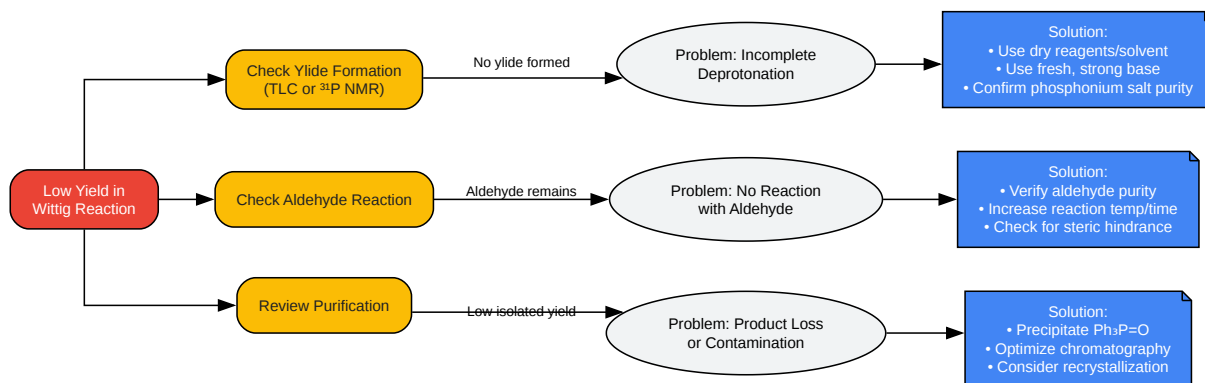 Low Yield in
Wittig Reaction
Check Ylide Formation
(TLC or ³¹P NMR)
No ylide formed
Problem: Incomplete
Deprotonation
Solution:
• Use dry reagents/solvent
• Use fresh, strong base
• Confirm phosphonium salt purity
Check Aldehyde Reaction
Aldehyde remains
Problem: No Reaction
with Aldehyde
Solution:
• Verify aldehyde purity
• Increase reaction temp/time
• Check for steric hindrance
Review Purification
Low isolated yield
Problem: Product Loss
or Contamination
Solution:
• Precipitate Ph₃P=O
• Optimize chromatography
• Consider recrystallization